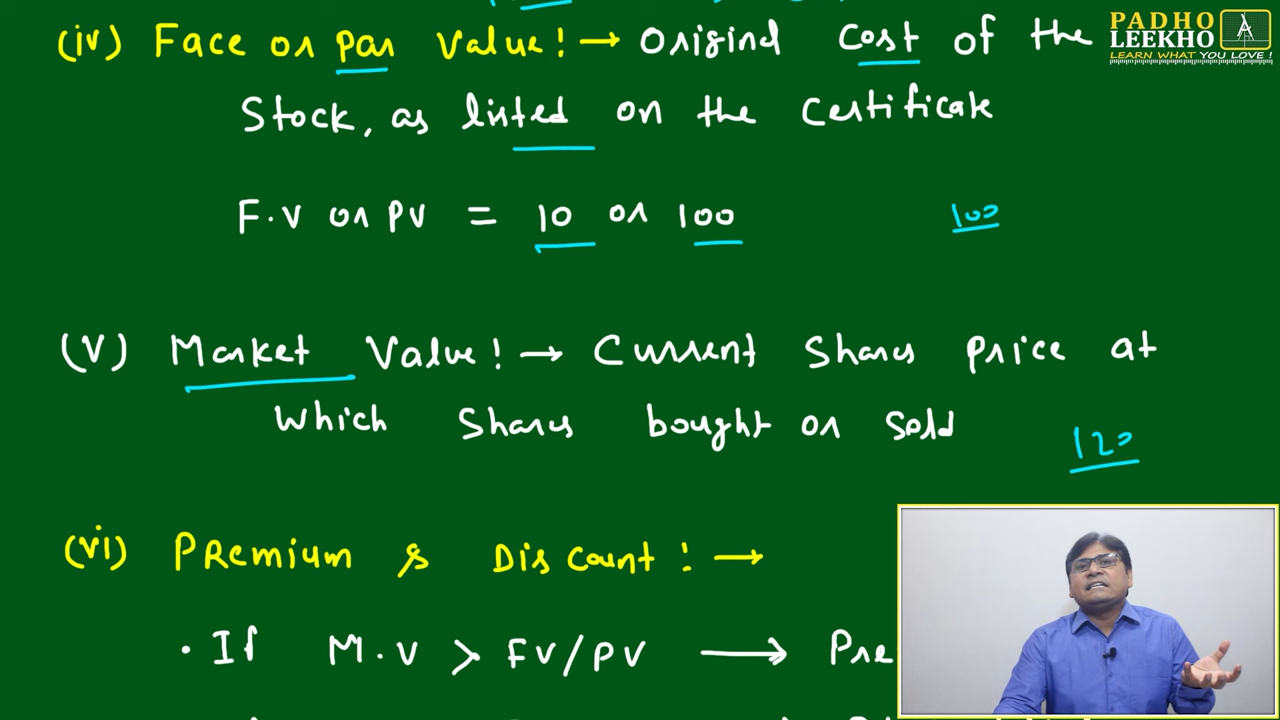 PADHO
LEEKHO
LEARN WHAT YOU LOVE !
(iv) Face or par value! → Original cost of the
Stock, as listed on the certificate
F.V or PV = 10 or 100
100
(V) Market Value! → Current Shares price at
which shares bought or sold
120
(vi) Premium & Discount : →
• If M.V > FV/PV → Pre